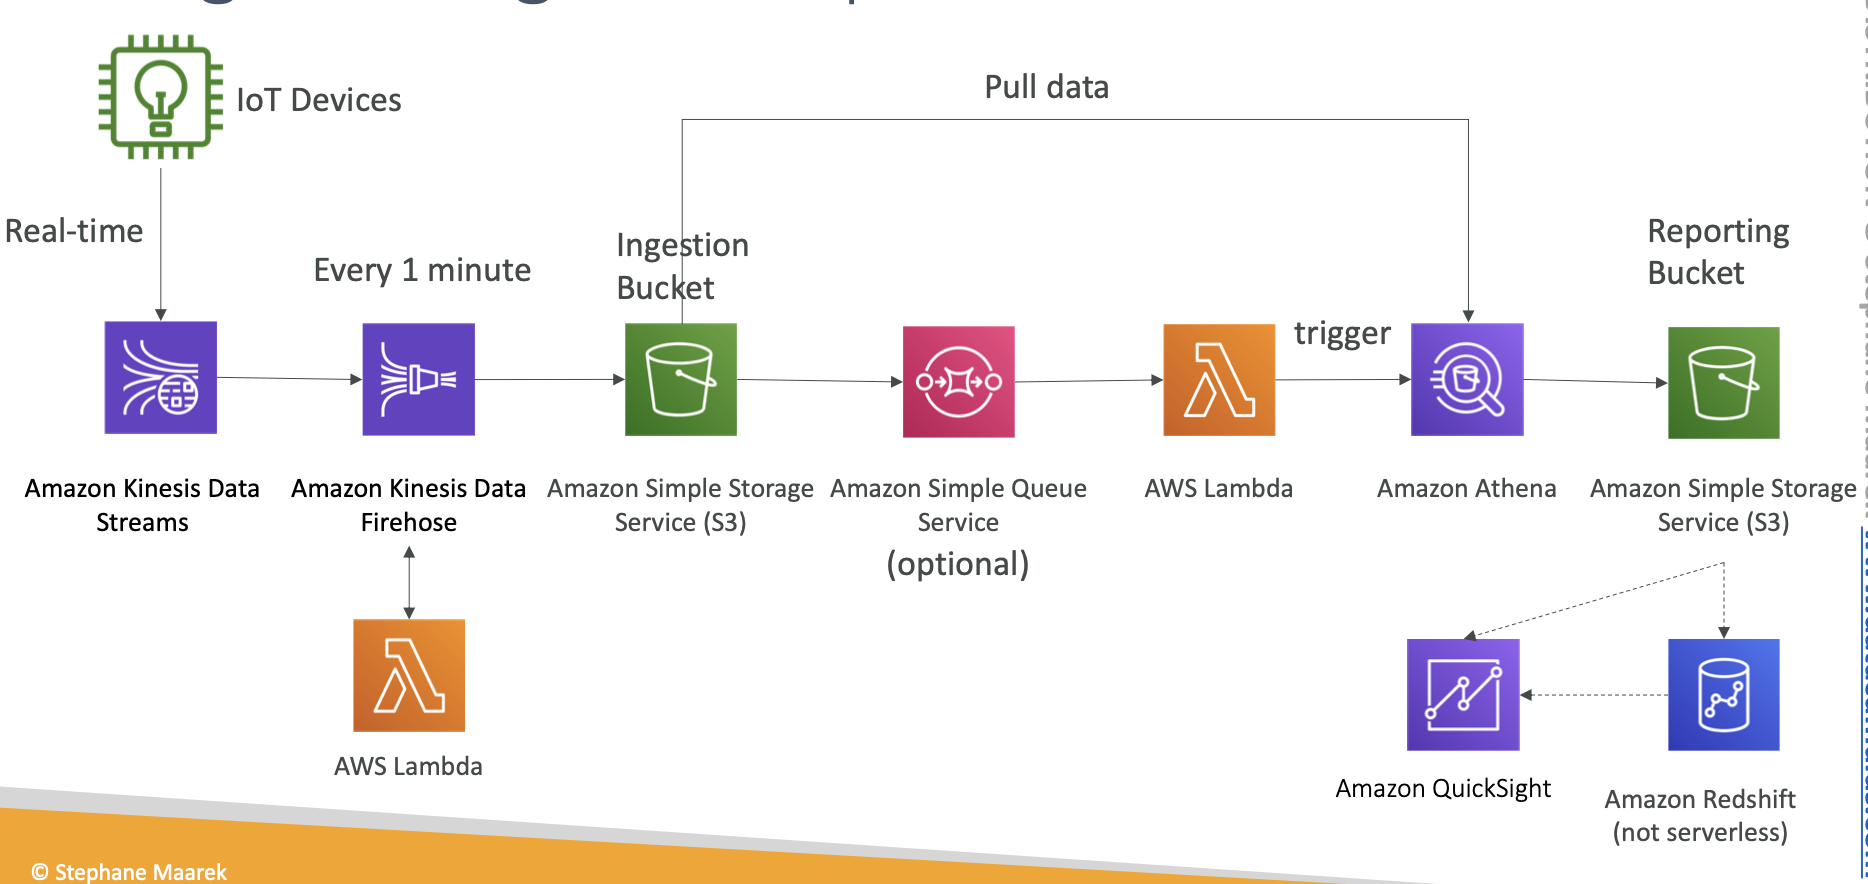 IoT Devices
Pull data
Real-time
Every 1 minute
Ingestion
Bucket
Reporting
Bucket
trigger
Amazon Kinesis Data
Streams
Amazon Kinesis Data
Firehose
Amazon Simple Storage
Service (S3)
Amazon Simple Queue
Service
(optional)
AWS Lambda
Amazon Athena
Amazon Simple Storage
Service (S3)
AWS Lambda
Amazon QuickSight
Amazon Redshift
(not serverless)
© Stephane Maarek